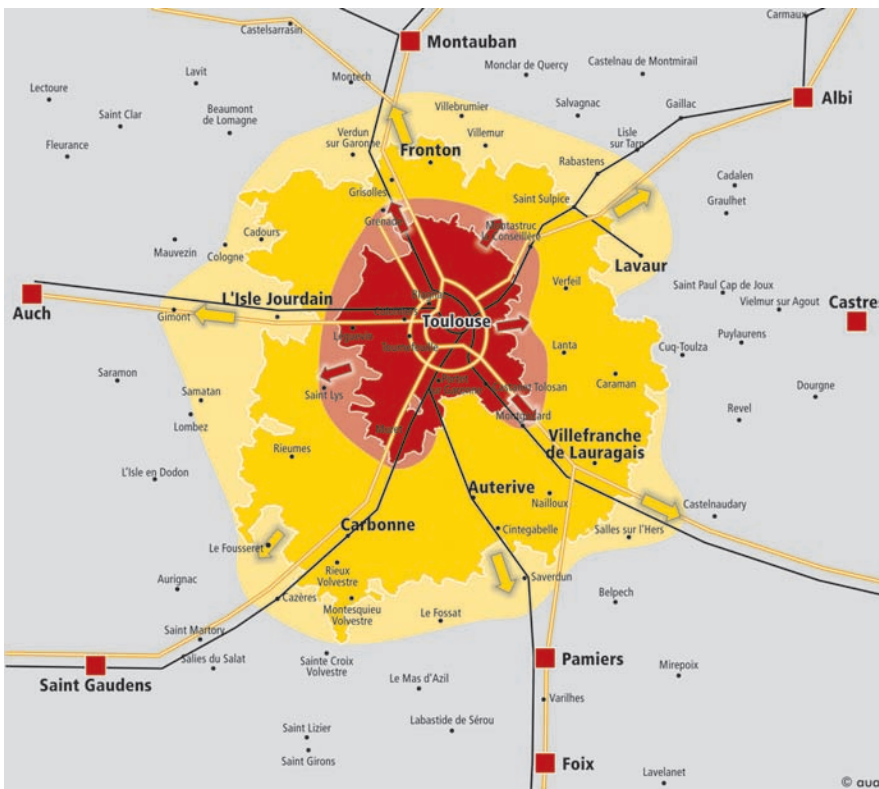 Carmaux
Castelsarrasin
Montauban
Monclar de Quercy
Castelnau de Montmirail
Lavit
Montech
Lectoure
Albi
Saint Clar
Beaumont
de Lomagne
Villebrumier
Salvagnac
Gaillac
Verdun
sur Garonne
Villemur
Lisle
sur Tarn
Fleurance
Fronton
Rabastens
Grisolles
Cadalen
Saint Sulpice
Graulhet
Grenade
Montastruc
la Conseillère
Cadours
Mauvezin
Cologne
Lavaur
Verfeil
Saint Paul Cap de Joux
L'Isle Jourdain
Vielmur sur Agout
Auch
Gimont
Toulouse
Castres
Puylaurens
Lanta
Cuq-Toulza
Saramon
Caraman
Dourgne
Samatan
Saint Lys
Castanet Tolosan
Lombez
Montgiscard
Revel
Muret
Villefranche
de Lauragais
Rieumes
L'Isle en Dodon
Auterive
Nailloux
Castelnaudary
Carbonne
Cintegabelle
Salles sur l'Hers
Le Fousseret
Rieux
Volvestre
Saverdun
Aurignac
Cazères
Montesquieu
Volvestre
Belpech
Le Fossat
Saint Martory
Salies du Salat
Sainte Croix
Volvestre
Pamiers
Mirepoix
Saint Gaudens
Le Mas d'Azil
Varilhes
Labastide de Sérou
Saint Lizier
Saint Girons
Foix
Lavelanet
© aua